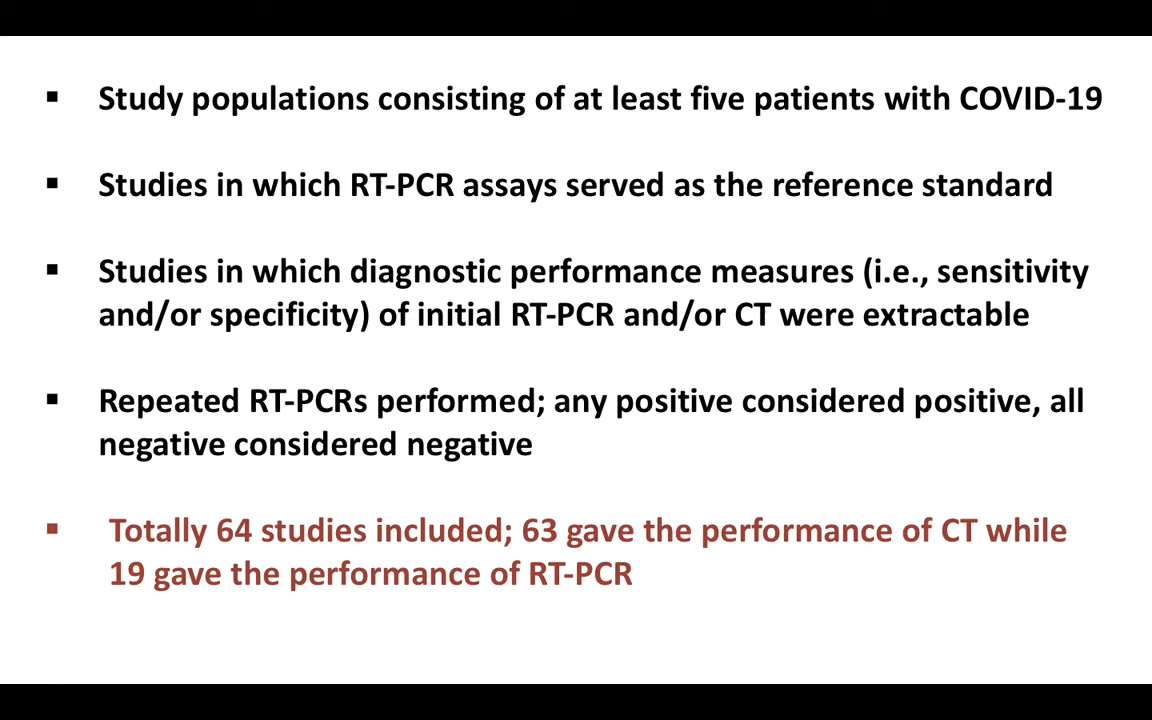 ▪ Study populations consisting of at least five patients with COVID-19
▪ Studies in which RT-PCR assays served as the reference standard
▪ Studies in which diagnostic performance measures (i.e., sensitivity
and/or specificity) of initial RT-PCR and/or CT were extractable
▪ Repeated RT-PCRs performed; any positive considered positive, all
negative considered negative
▪ Totally 64 studies included; 63 gave the performance of CT while
19 gave the performance of RT-PCR